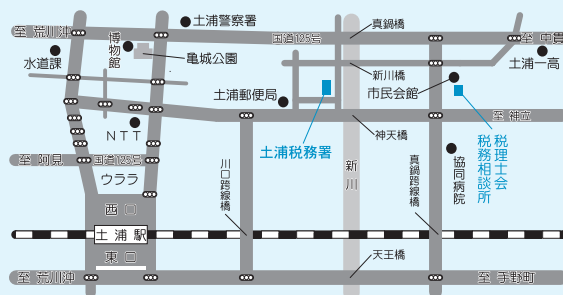 土浦警察署
真鍋橋
至 荒川沖
国道125号
至 中貫
博物館
亀城公園
水道課
土浦一高
新川橋
市民会館
土浦郵便局
至 神立
NTT
神天橋
土浦税務署
税理士会
税務相談所
至 阿見
国道125号
協同病院
川口跨線橋
新川
真鍋跨線橋
ウララ
西口
土浦駅
東口
天王橋
至 荒川沖
至 手野町